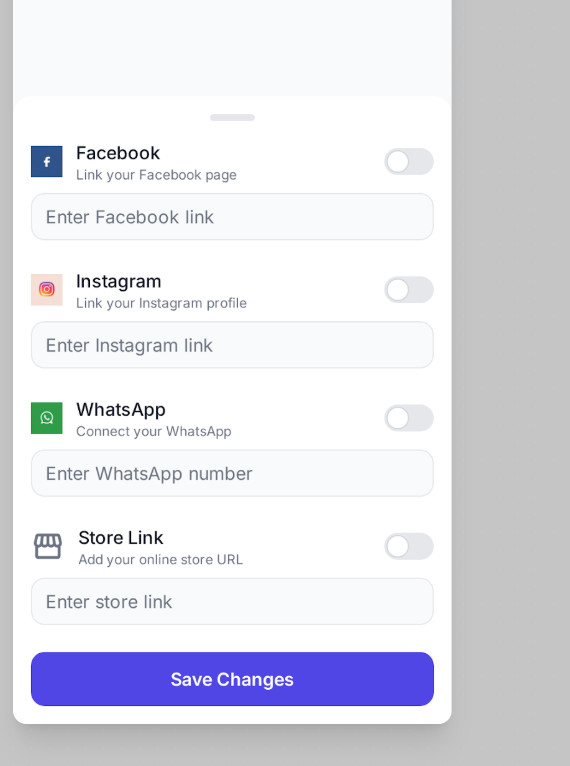 Facebook
Link your Facebook page
Enter Facebook link
Instagram
Link your Instagram profile
Enter Instagram link
WhatsApp
Connect your WhatsApp
Enter WhatsApp number
Store Link
Add your online store URL
Enter store link
Save Changes